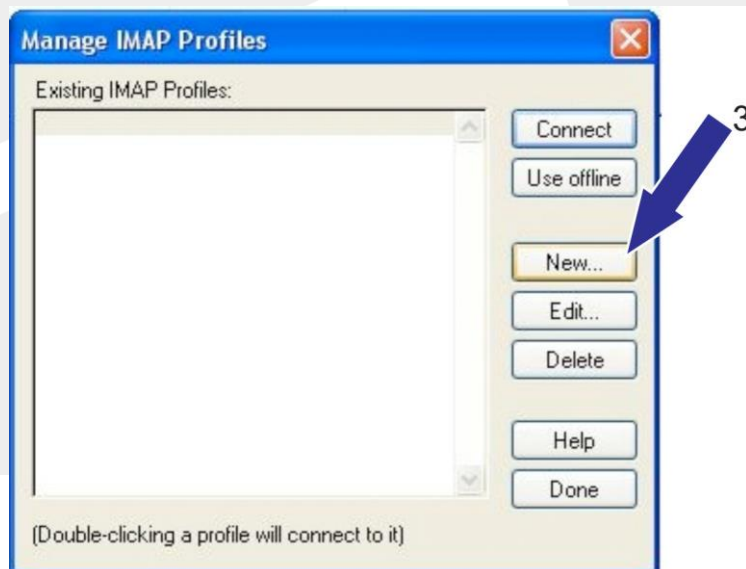 Manage IMAP Profiles
Existing IMAP Profiles:
Connect
3
Use offline
New...
Edit...
Delete
Help
Done
(Double-clicking a profile will connect to it)